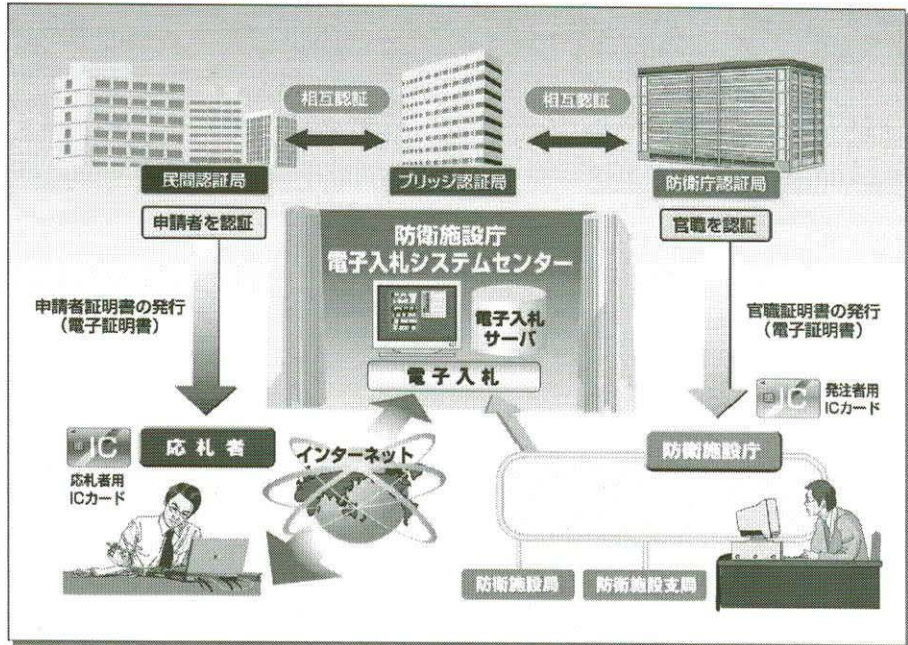 相互認証
相互認証
民間認証局
ブリッジ認証局
防衛庁認証局
申請者を認証
官職を認証
防衛施設庁
電子入札システムセンター
電子入札
サーバ
電子入札
申請者証明書の発行
(電子証明書)
官職証明書の発行
(電子証明書)
IC
発注者用
ICカード
IC
応札者用
ICカード
応札者
インターネット
防衛施設庁
防衛施設局
防衛施設支局